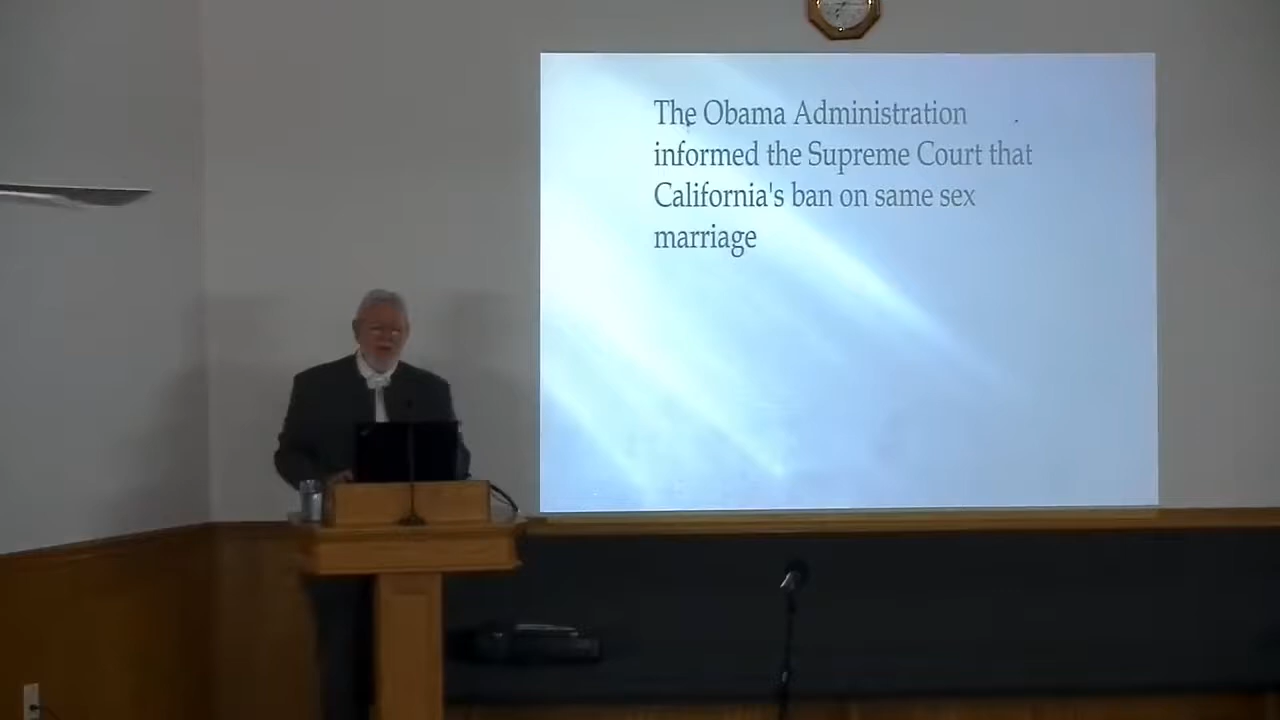 The Obama Administration
informed the Supreme Court that
California's ban on same sex
marriage